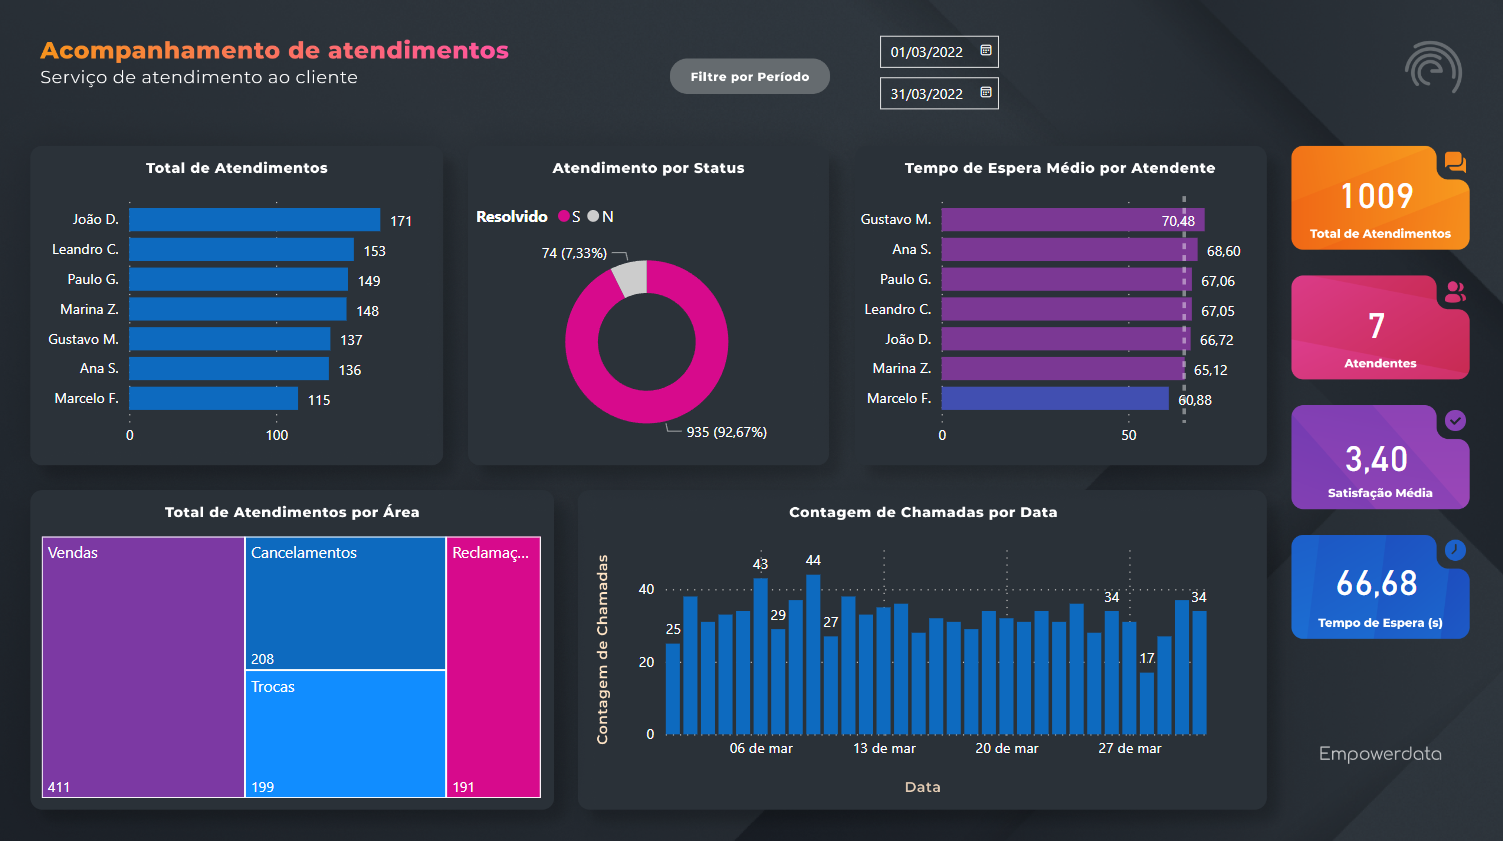 Acompanhamento de atendimentos
Serviço de atendimento ao cliente
Filtre por Período
01/03/2022
31/03/2022
Total de Atendimentos
João D. 171
Leandro C. 153
Paulo G. 149
Marina Z. 148
Gustavo M. 137
Ana S. 136
Marcelo F. 115
0 100
Atendimento por Status
Resolvido S N
74 (7,33%)
935 (92,67%)
Tempo de Espera Médio por Atendente
Gustavo M. 70,48
Ana S. 68,60
Paulo G. 67,06
Leandro C. 67,05
João D. 66,72
Marina Z. 65,12
Marcelo F. 60,88
0 50
1009
Total de Atendimentos
7
Atendentes
3,40
Satisfação Média
66,68
Tempo de Espera (s)
Total de Atendimentos por Área
Vendas
411
Cancelamentos
208
Trocas
199
Reclamaç...
191
Contagem de Chamadas por Data
Contagem de Chamadas
40
20
0
25
43
29
44
27
34
17
34
06 de mar 13 de mar 20 de mar 27 de mar
Data
Empowerdata